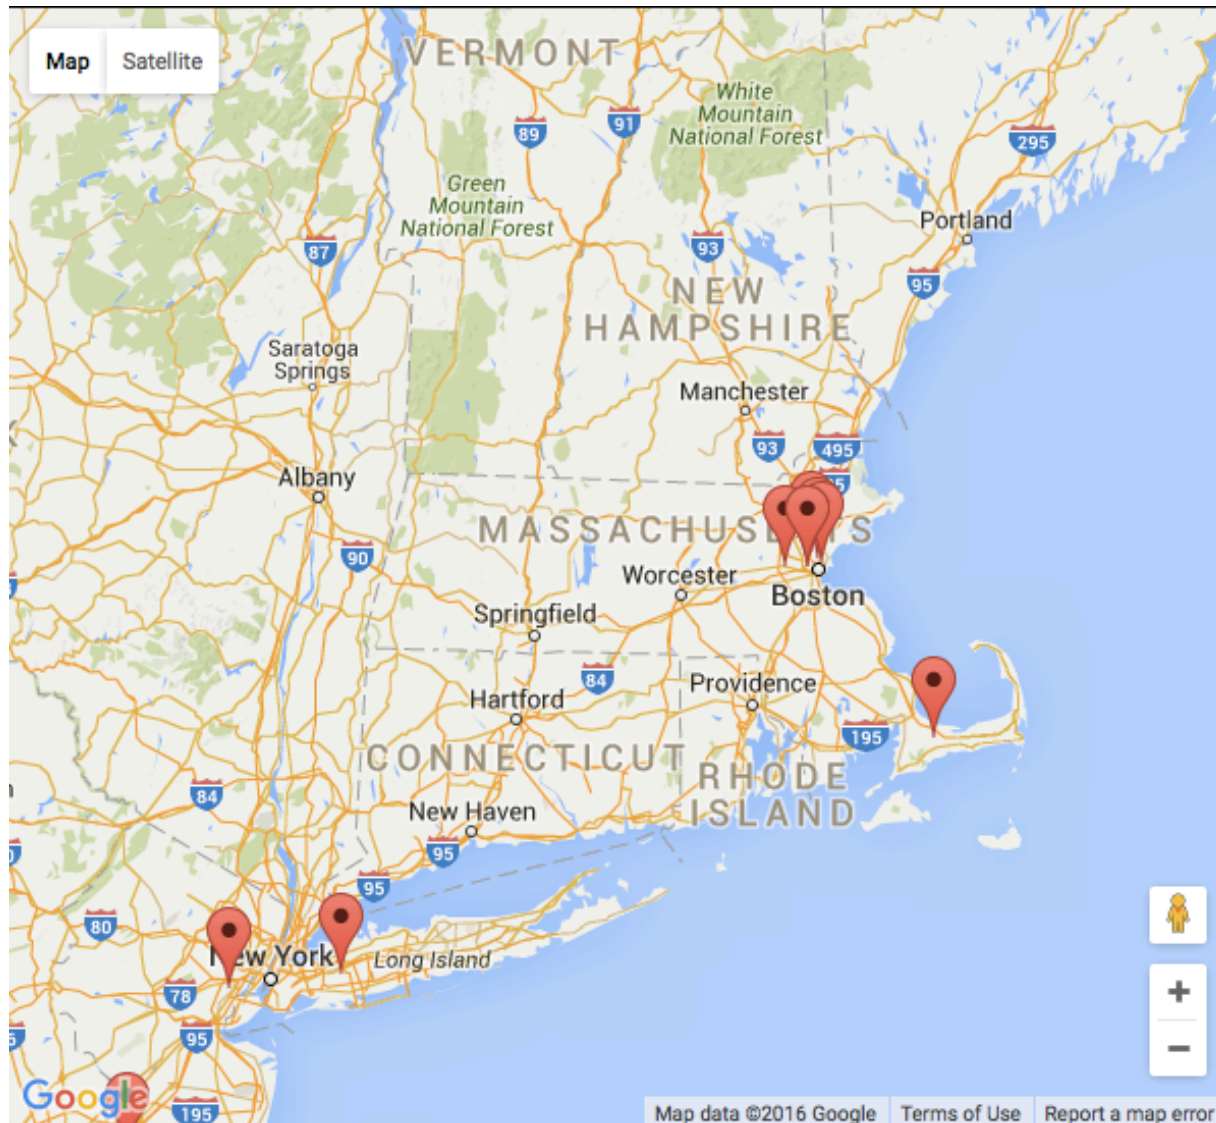 Map Satellite
VERMONT
White
Mountain
National Forest
89
91
295
Green
Mountain
National Forest
Portland
87
93
95
NEW
HAMPSHIRE
Saratoga
Springs
Manchester
93
495
Albany
MASSACHUSETTS
90
Worcester
Boston
Springfield
84
Providence
Hartford
195
CONNECTICUT
RHODE
ISLAND
84
New Haven
95
95
80
New York
Long Island
78
95
Google
195
Map data ©2016 Google Terms of Use Report a map error